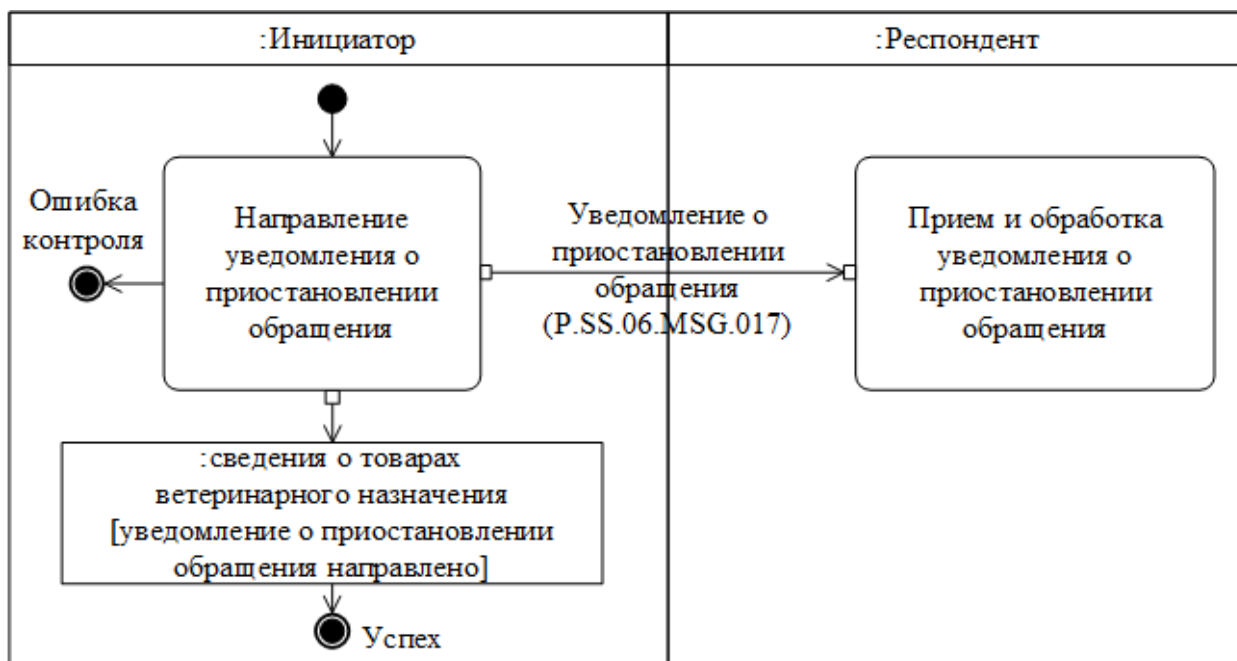 :Инициатор
:Респондент
Ошибка
контроля
Направление
уведомления о
приостановлении
обращения
Уведомление о
приостановлении
обращения
(P.SS.06.MSG.017)
Прием и обработка
уведомления о
приостановлении
обращения
:сведения о товарах
ветеринарного назначения
[уведомление о приостановлении
обращения направлено]
Успех